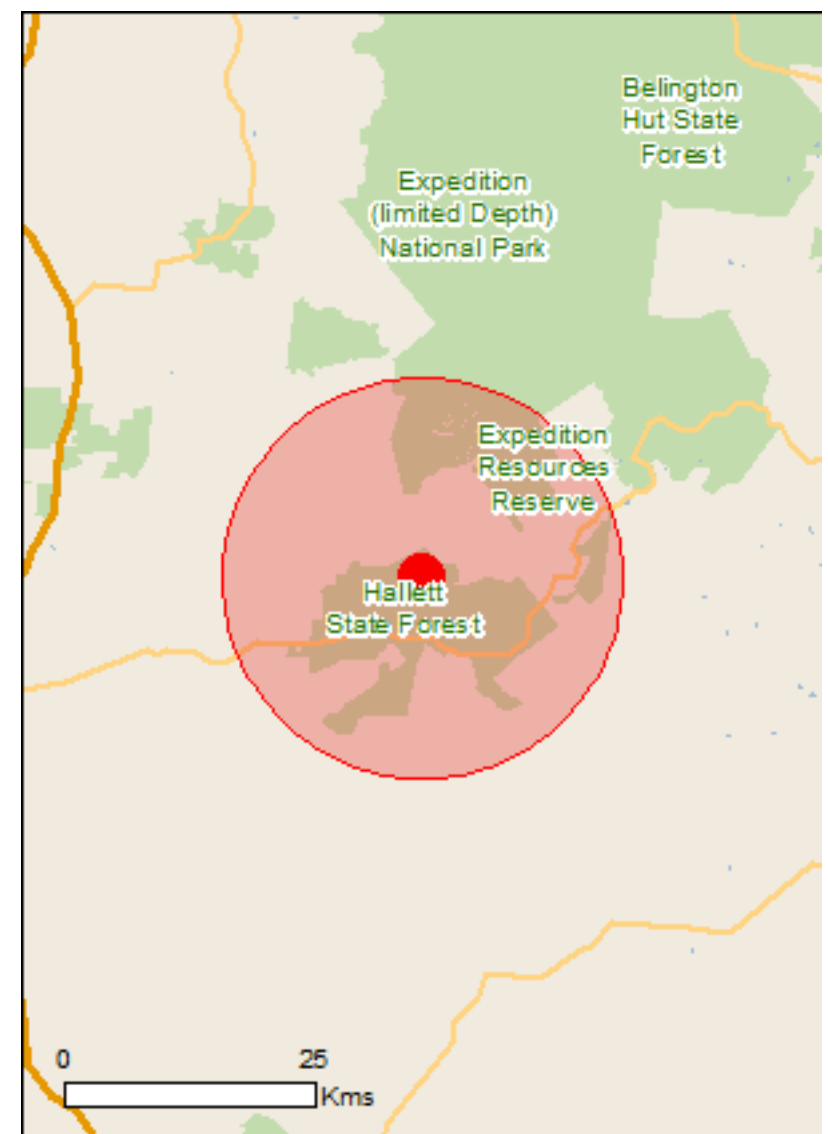 Belington
Hut State
Forest
Expedition
(limited Depth)
National Park
Expedition
Resources
Reserve
Hallett
State Forest
0 25
Kms